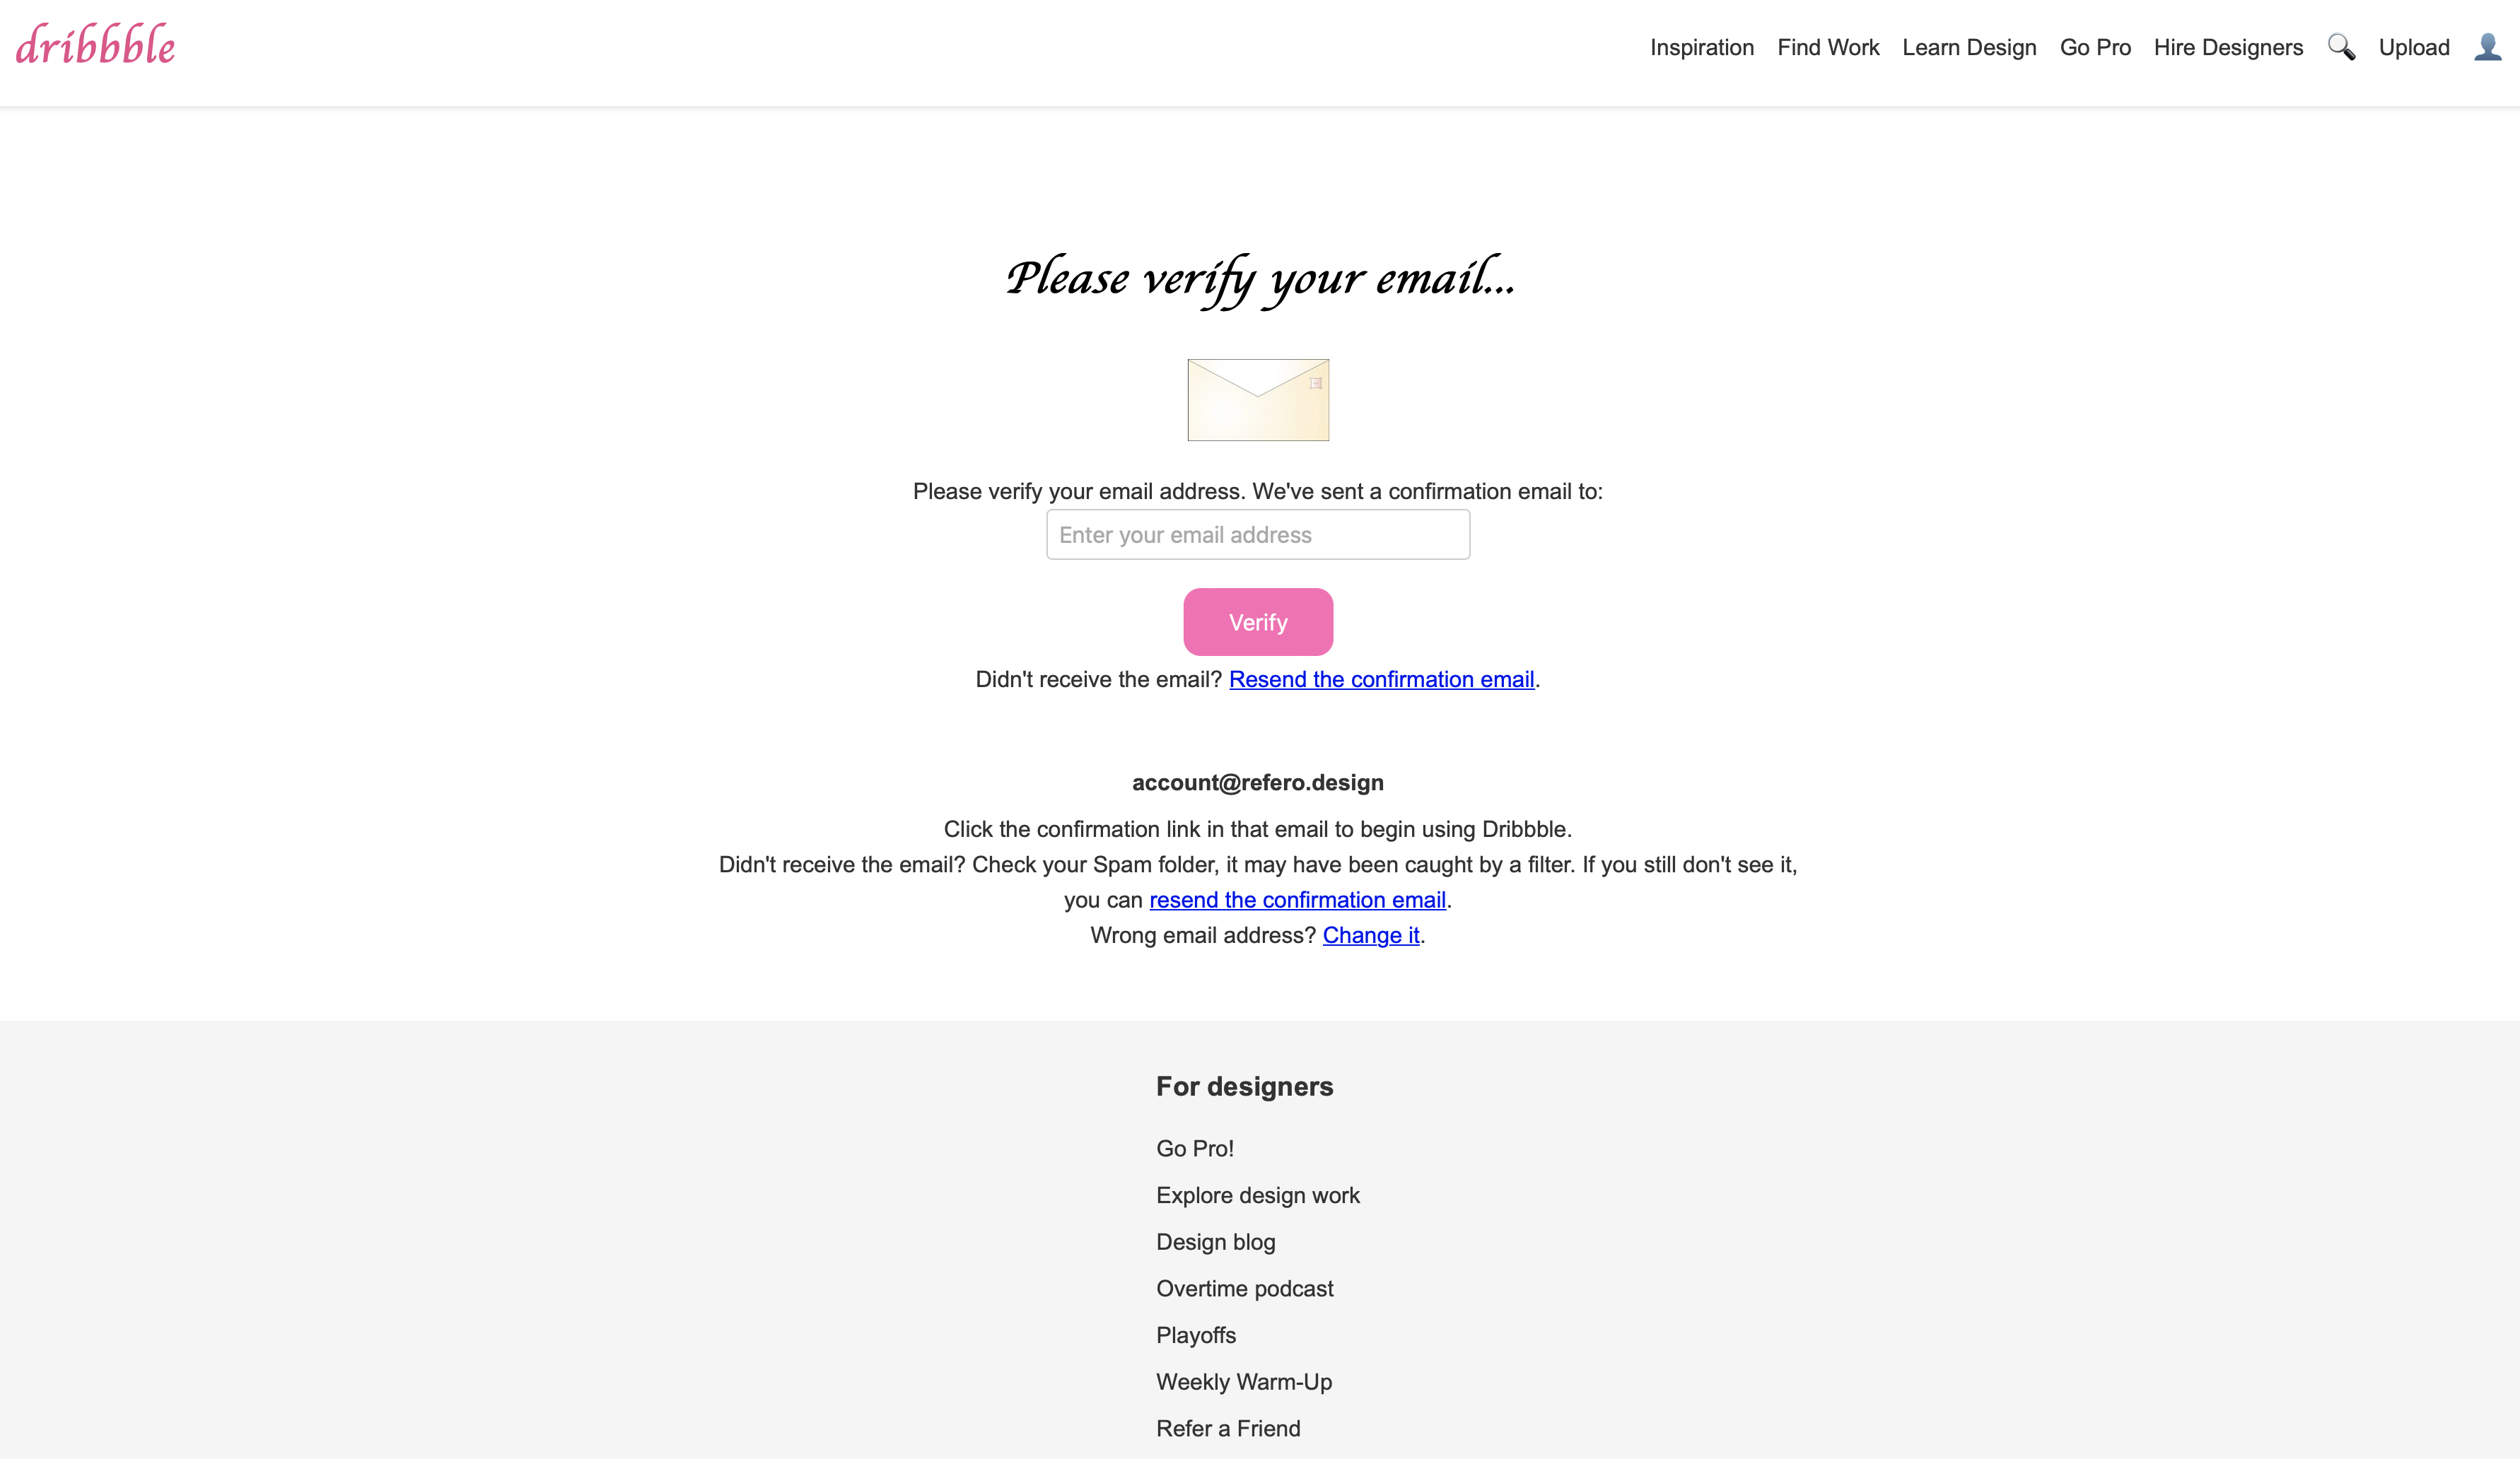 dribbble
Inspiration Find Work Learn Design Go Pro Hire Designers Upload
Please verify your email...
Please verify your email address. We've sent a confirmation email to:
Enter your email address
Verify
Didn't receive the email? Resend the confirmation email.
account@refero.design
Click the confirmation link in that email to begin using Dribbble.
Didn't receive the email? Check your Spam folder, it may have been caught by a filter. If you still don't see it,
you can resend the confirmation email.
Wrong email address? Change it.
For designers
Go Pro!
Explore design work
Design blog
Overtime podcast
Playoffs
Weekly Warm-Up
Refer a Friend